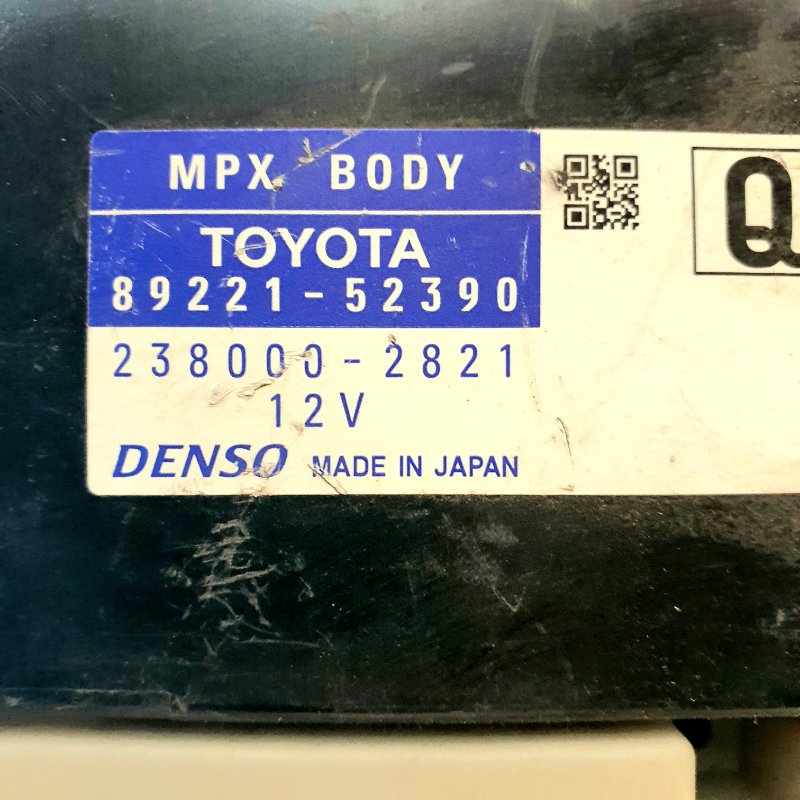 MPX BODY
TOYOTA
89221-52390
238000-2821
12V
DENSO MADE IN JAPAN
Q